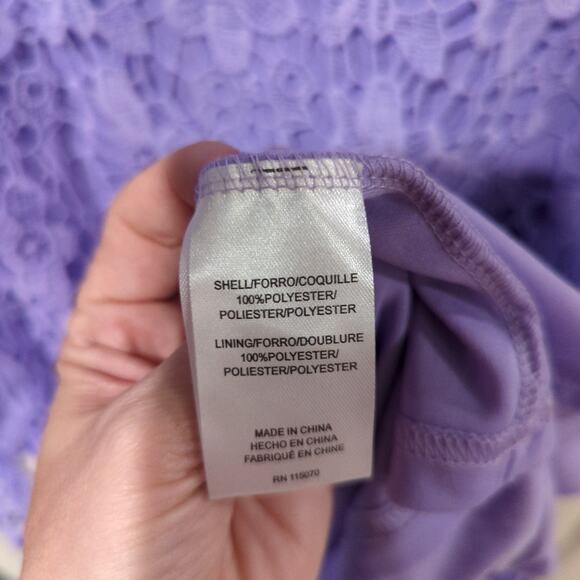 SHELL/FORRO/COQUILLE
100%POLYESTER/
POLIESTER/POLYESTER
LINING/FORRO/DOUBLURE
100%POLYESTER/
POLIESTER/POLYESTER
MADE IN CHINA
HECHO EN CHINA
FABRIQUÉ EN CHINE
RN 115070